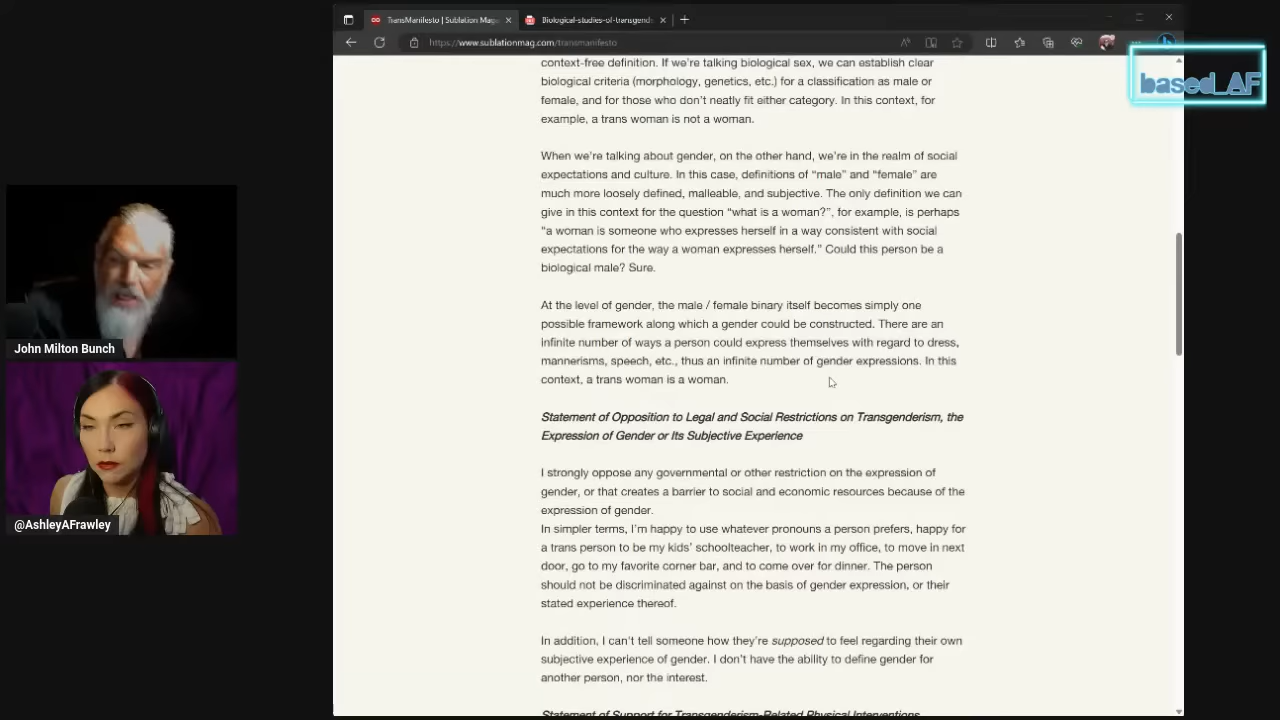 TransManifesto | Sublation Maga
Biological-studies-of-transgend
https://www.sublationmag.com/transmanifesto
based_AF
context-free definition. If we're talking biological sex, we can establish clear
biological criteria (morphology, genetics, etc.) for a classification as male or
female, and for those who don't neatly fit either category. In this context, for
example, a trans woman is not a woman.
When we're talking about gender, on the other hand, we're in the realm of social
expectations and culture. In this case, definitions of “male” and “female” are
much more loosely defined, malleable, and subjective. The only definition we can
give in this context for the question “what is a woman?”, for example, is perhaps
“a woman is someone who expresses herself in a way consistent with social
expectations for the way a woman expresses herself.” Could this person be a
biological male? Sure.
At the level of gender, the male / female binary itself becomes simply one
possible framework along which a gender could be constructed. There are an
infinite number of ways a person could express themselves with regard to dress,
mannerisms, speech, etc., thus an infinite number of gender expressions. In this
context, a trans woman is a woman.
Statement of Opposition to Legal and Social Restrictions on Transgenderism, the
Expression of Gender or Its Subjective Experience
I strongly oppose any governmental or other restriction on the expression of
gender, or that creates a barrier to social and economic resources because of the
expression of gender.
In simpler terms, I'm happy to use whatever pronouns a person prefers, happy for
a trans person to be my kids' schoolteacher, to work in my office, to move in next
door, go to my favorite corner bar, and to come over for dinner. The person
should not be discriminated against on the basis of gender expression, or their
stated experience thereof.
In addition, I can't tell someone how they're supposed to feel regarding their own
subjective experience of gender. I don't have the ability to define gender for
another person, nor the interest.
Statement of Support for Transgenderism-Related Physical Interventions
John Milton Bunch
@AshleyAFrawley